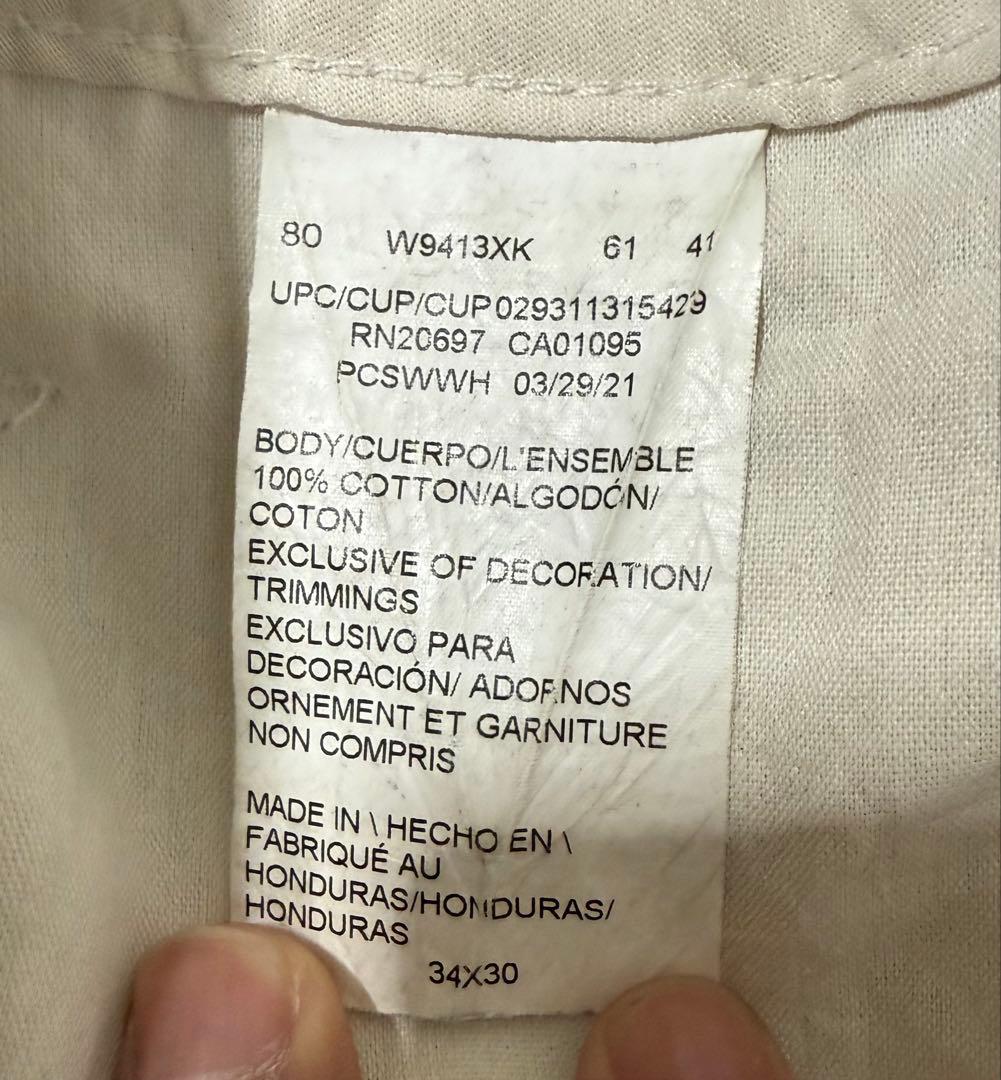 80 W9413XK 61 41
UPC/CUP/CUP029311315429
RN20697 CA01095
PCSWWH 03/29/21
BODY/CUERPO/L'ENSEMBLE
100% COTTON/ALGODÓN/
COTON
EXCLUSIVE OF DECORATION/
TRIMMINGS
EXCLUSIVO PARA
DECORACIÓN/ ADORNOS
ORNEMENT ET GARNITURE
NON COMPRIS
MADE IN \ HECHO EN \
FABRIQUÉ AU
HONDURAS/HONDURAS/
HONDURAS
34X30